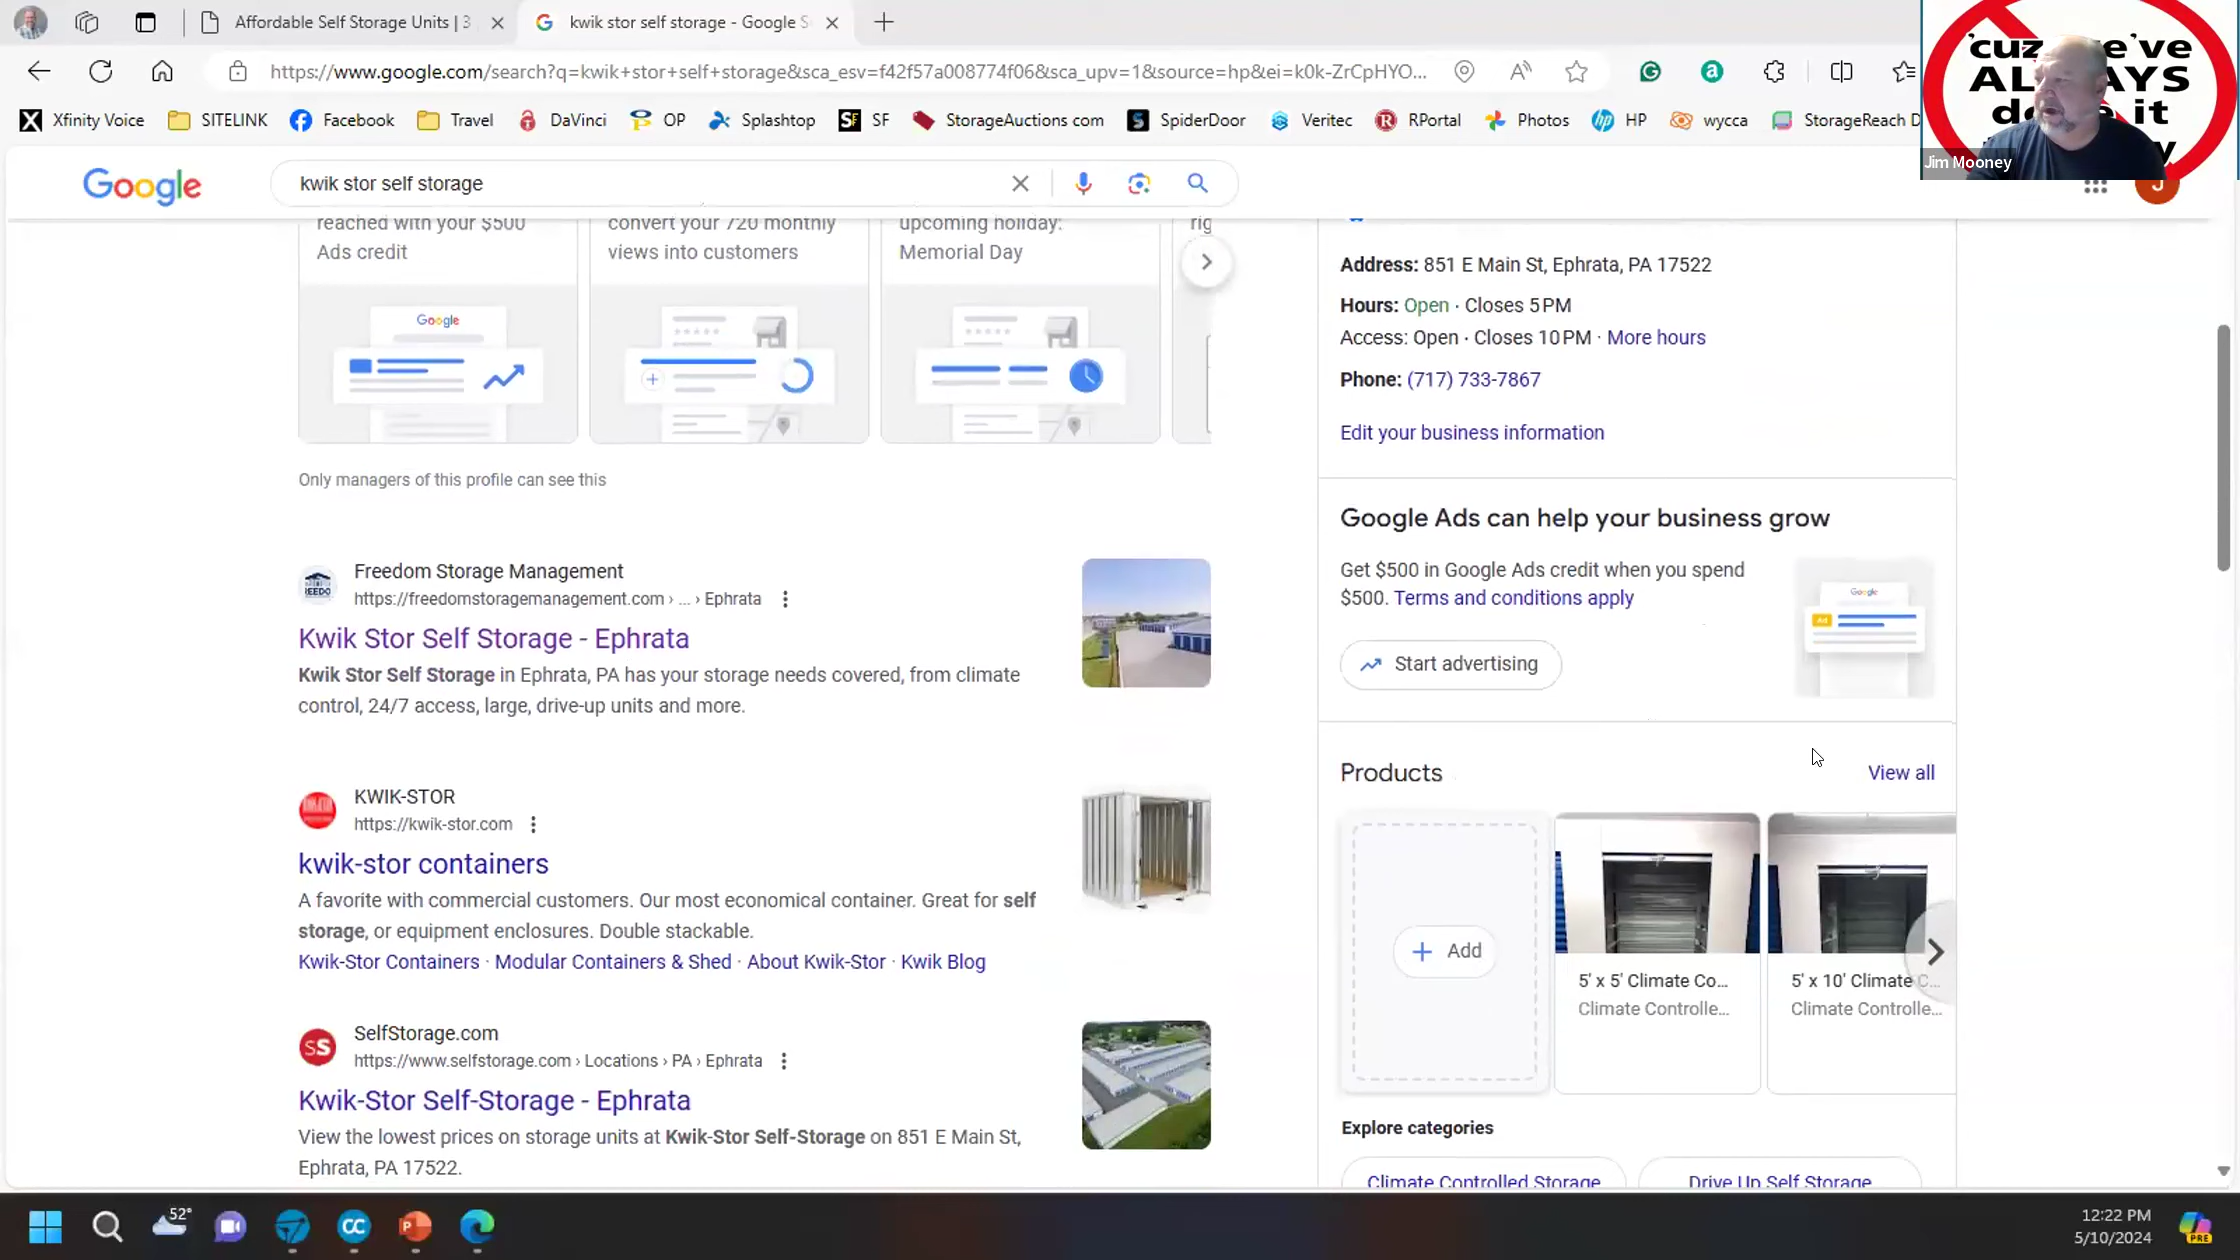 Affordable Self Storage Units | 3
kwik stor self storage - Google S
https://www.google.com/search?q=kwik+stor+self+storage&sca_esv=f42f57a008774f06&sca_upv=1&source=hp&ei=k0k-ZrCpHYO...
Xfinity Voice
SITELINK
Facebook
Travel
DaVinci
OP
Splashtop
SF
StorageAuctions com
SpiderDoor
Veritec
RPortal
Photos
HP
wycca
StorageReach D
'cuz we've
ALWAYS
it
Jim Mooney
Google
kwik stor self storage
J
reached with your $500
Ads credit
convert your 720 monthly
views into customers
upcoming holiday:
Memorial Day
rig
Google
Only managers of this profile can see this
Freedom Storage Management
https://freedomstoragemanagement.com › ... › Ephrata
Kwik Stor Self Storage - Ephrata
Kwik Stor Self Storage in Ephrata, PA has your storage needs covered, from climate
control, 24/7 access, large, drive-up units and more.
KWIK-STOR
https://kwik-stor.com
kwik-stor containers
A favorite with commercial customers. Our most economical container. Great for self
storage, or equipment enclosures. Double stackable.
Kwik-Stor Containers · Modular Containers & Shed · About Kwik-Stor · Kwik Blog
SS
SelfStorage.com
https://www.selfstorage.com › Locations › PA › Ephrata
Kwik-Stor Self-Storage - Ephrata
View the lowest prices on storage units at Kwik-Stor Self-Storage on 851 E Main St,
Ephrata, PA 17522.
Address: 851 E Main St, Ephrata, PA 17522
Hours: Open · Closes 5 PM
Access: Open · Closes 10 PM · More hours
Phone: (717) 733-7867
Edit your business information
Google Ads can help your business grow
Get $500 in Google Ads credit when you spend
$500. Terms and conditions apply
Google
Ad
Start advertising
Products
View all
+ Add
5' x 5' Climate Co...
Climate Controlle...
5' x 10' Climate C...
Climate Controlle...
Explore categories
Climate Controlled Storage
Drive Up Self Storage
52°
CC
12:22 PM
5/10/2024
PRE